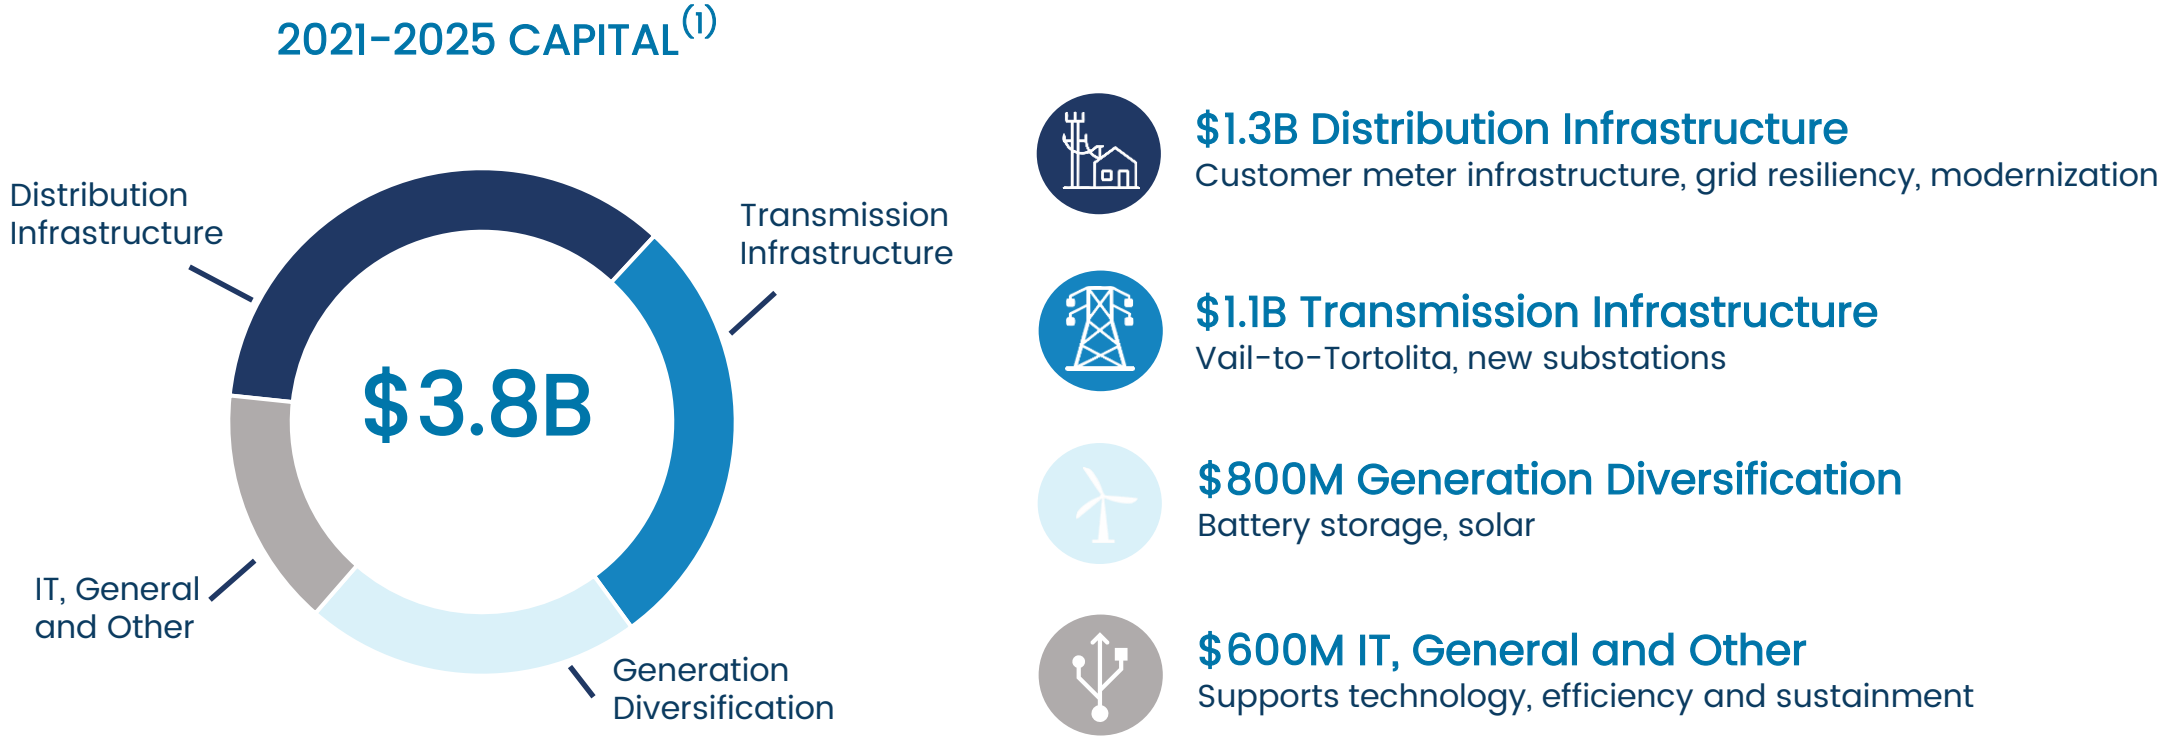 2021-2025 CAPITAL(1)
Distribution
Infrastructure
Transmission
Infrastructure
$3.8B
IT, General
and Other
Generation
Diversification
$1.3B Distribution Infrastructure
Customer meter infrastructure, grid resiliency, modernization
$1.1B Transmission Infrastructure
Vail-to-Tortolita, new substations
$800M Generation Diversification
Battery storage, solar
$600M IT, General and Other
Supports technology, efficiency and sustainment